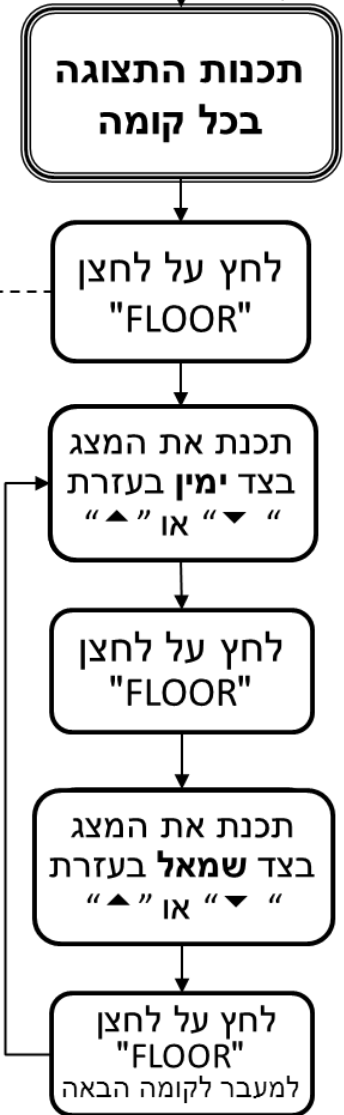 תכנות התצוגה
בכל קומה
לחץ על לחצן
"FLOOR"
תכנת את המצג
בצד ימין בעזרת
“ ▼ “ או ” ▲ “
לחץ על לחצן
"FLOOR"
תכנת את המצג
בצד שמאל בעזרת
“ ▼ “ או ” ▲ “
לחץ על לחצן
"FLOOR"
למעבר לקומה הבאה